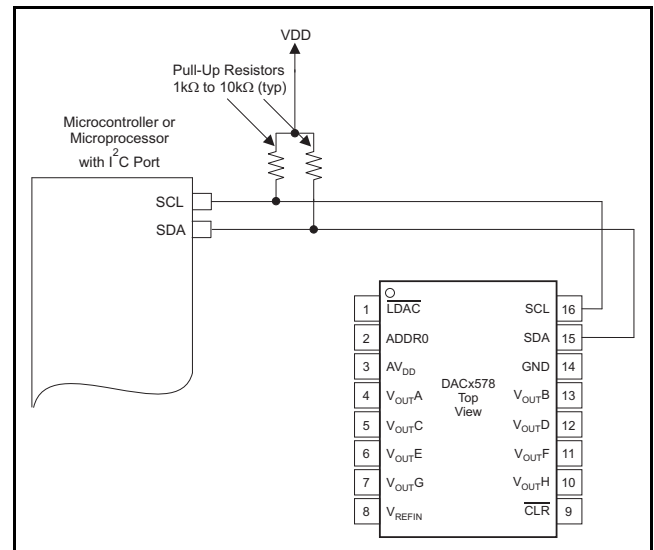 VDD
Pull-Up Resistors
1kΩ to 10kΩ (typ)
Microcontroller or
Microprocessor
with I²C Port
SCL
SDA
1 LDAC SCL 16
2 ADDR0 SDA 15
3 AVDD GND 14
DACx578
Top
View
4 VOUTA VOUTB 13
5 VOUTC VOUTD 12
6 VOUTE VOUTF 11
7 VOUTG VOUTH 10
8 VREFIN CLR 9